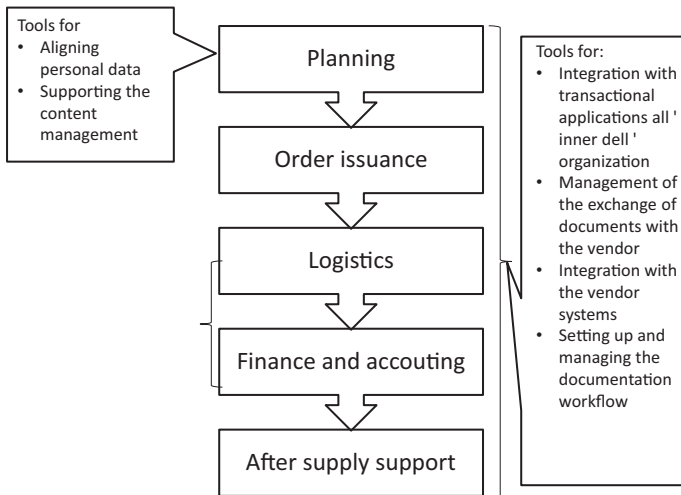 Tools for
• Aligning
personal data
• Supporting the
content
management
Planning
Order issuance
Logistics
Finance and accouting
After supply support
Tools for:
• Integration with
transactional
applications all '
inner dell '
organization
• Management of
the exchange of
documents with
the vendor
• Integration with
the vendor
systems
• Setting up and
managing the
documentation
workflow